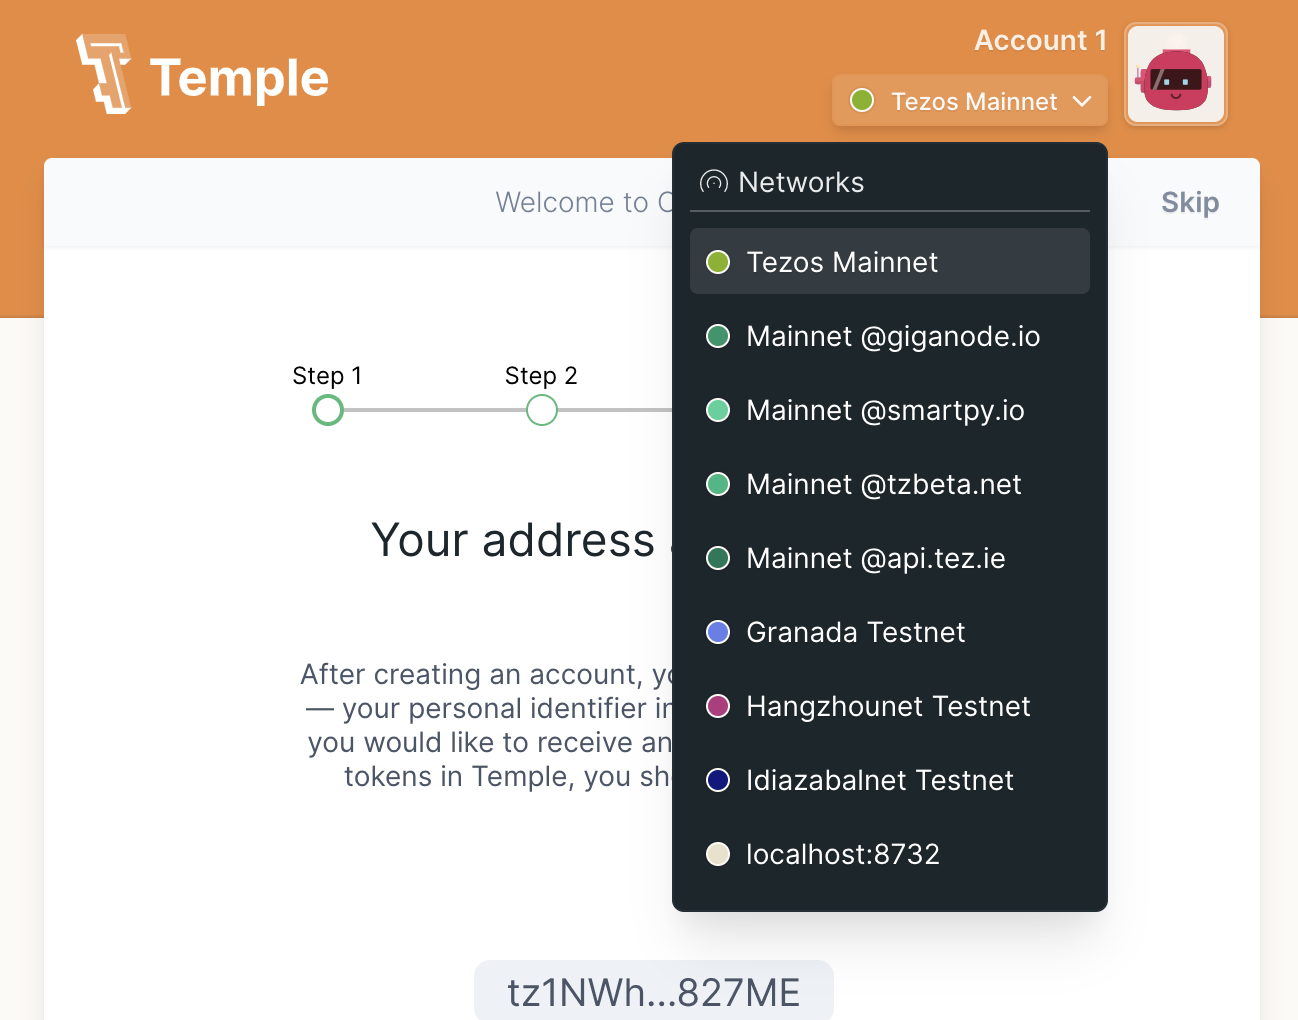 Temple
Account 1
Tezos Mainnet
Welcome to
Skip
Networks
Tezos Mainnet
Mainnet @giganode.io
Mainnet @smartpy.io
Mainnet @tzbeta.net
Mainnet @api.tez.ie
Granada Testnet
Hangzhounet Testnet
Idiazabalnet Testnet
localhost:8732
Step 1
Step 2
Your address
After creating an account,
— your personal identifier
you would like to receive
tokens in Temple, you
tz1NWh...827ME